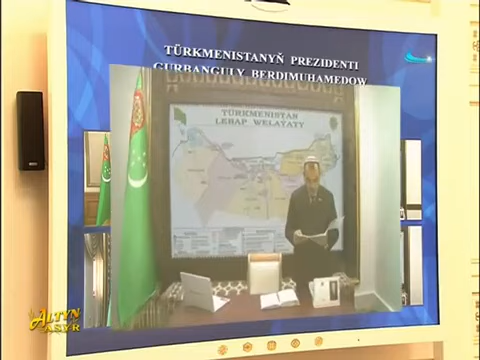 TÜRKMENISTANYŇ PREZIDENTI
GURBANGULY BERDIMUHAMEDOW
TÜRKMENISTAN
LEBAP WELAÝATY
ALTYN
ASYR